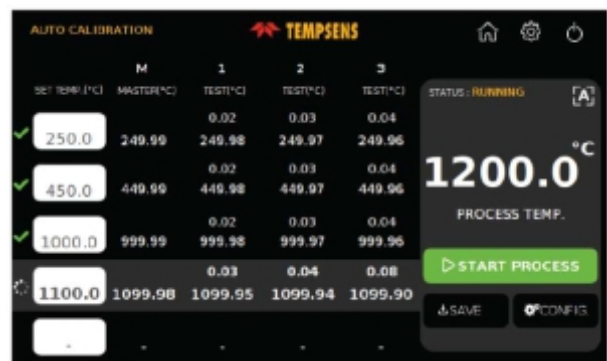 AUTO CALIBRATION
TEMPSENS
M 1 2 3
SET TEMP.(°C) MASTER(°C) TEST(°C) TEST(°C) TEST(°C)
0.02 0.03 0.04
250.0 249.99 249.98 249.97 249.96
0.02 0.03 0.04
450.0 449.99 449.98 449.97 449.96
0.02 0.03 0.04
1000.0 999.99 999.98 999.97 999.96
0.03 0.04 0.08
1100.0 1099.98 1099.95 1099.94 1099.90
- - - - -
STATUS : RUNNING
[A]
1200.0 °C
PROCESS TEMP.
START PROCESS
SAVE
CONFIG.